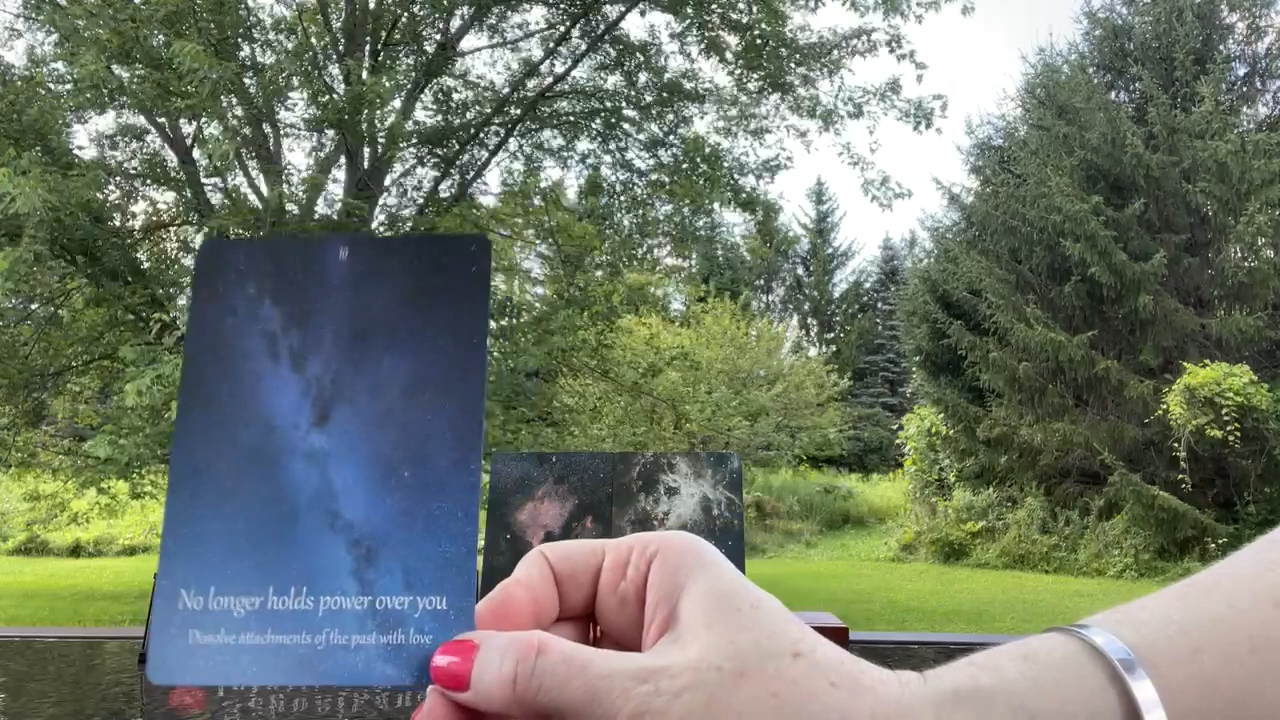 No longer holds power over you
Dissolve attachments of the past with love